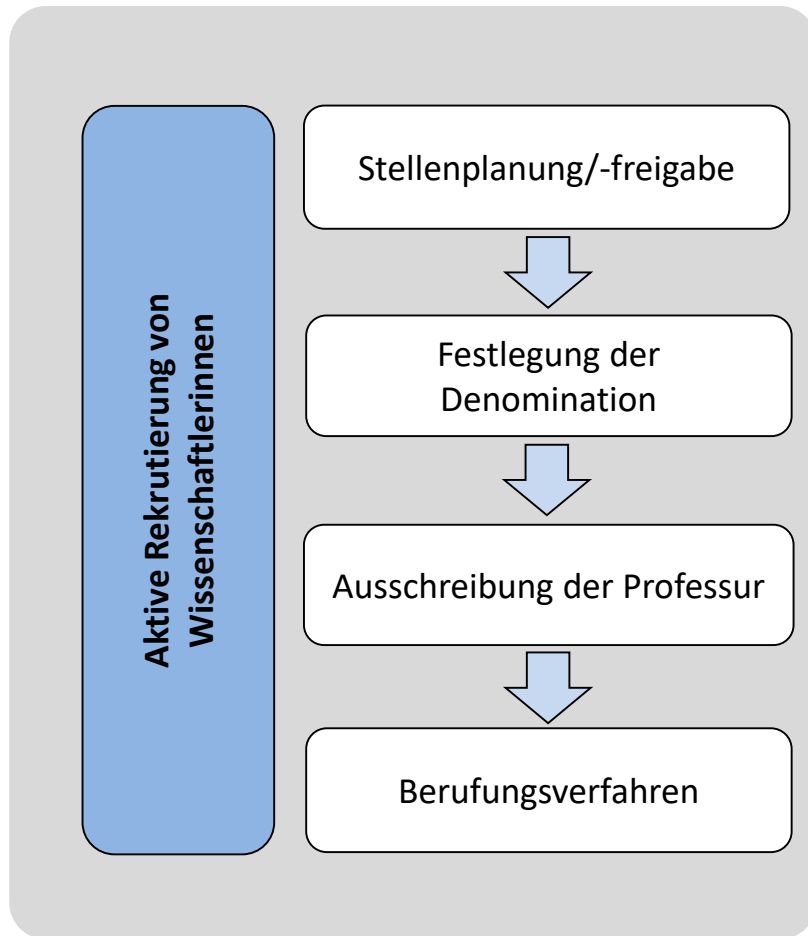 Aktive Rekrutierung von
Wissenschaftlerinnen
Stellenplanung/-freigabe
Festlegung der
Denomination
Ausschreibung der Professur
Berufungsverfahren